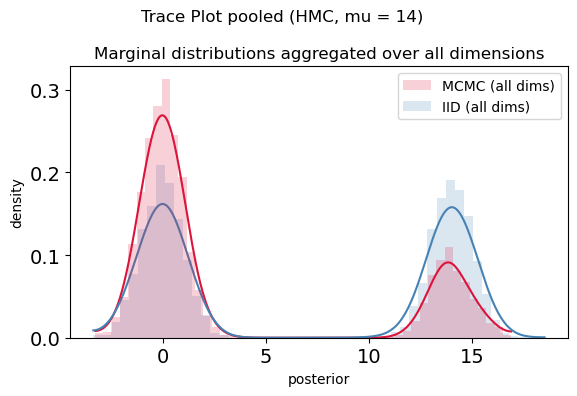 Trace Plot pooled (HMC, mu = 14)
Marginal distributions aggregated over all dimensions
MCMC (all dims)
IID (all dims)
density
0.3
0.2
0.1
0.0
0
5
10
15
posterior